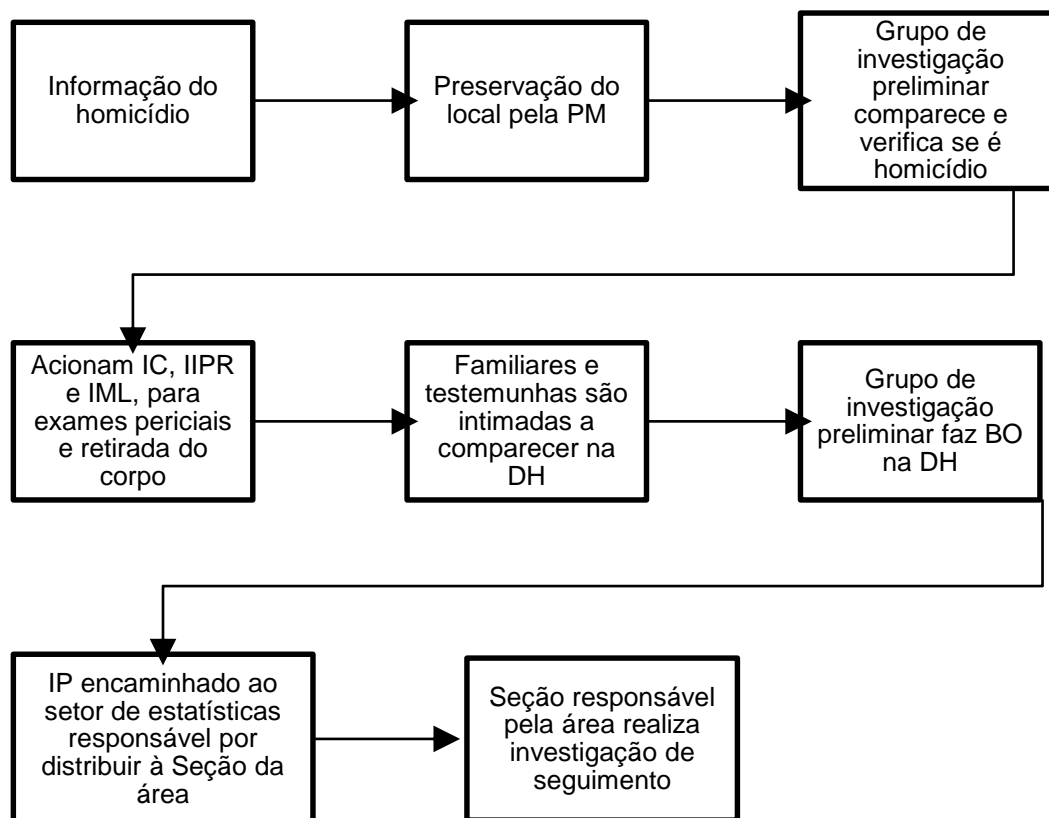 Informação do
homicídio
Preservação do
local pela PM
Grupo de
investigação
preliminar
comparece e
verifica se é
homicídio
Acionam IC, IIPR
e IML, para
exames periciais
e retirada do
corpo
Familiares e
testemunhas são
intimadas a
comparecer na
DH
Grupo de
investigação
preliminar faz BO
na DH
IP encaminhado ao
setor de estatísticas
responsável por
distribuir à Seção da
área
Seção responsável
pela área realiza
investigação de
seguimento